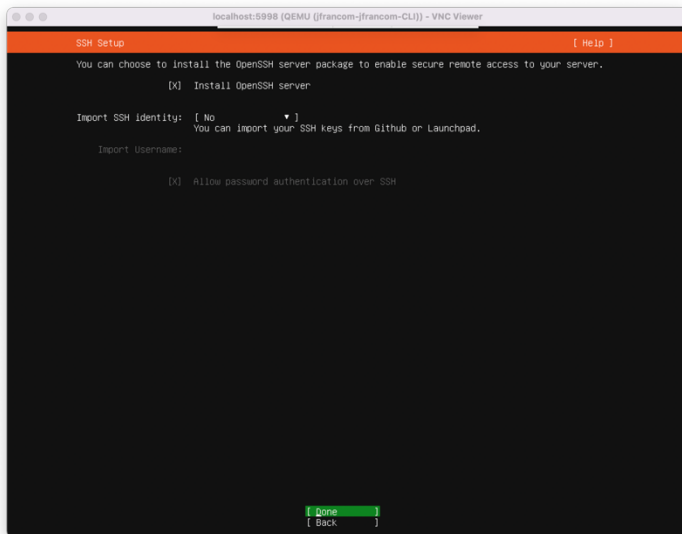 localhost:5998 (QEMU (jfrancom-jfrancom-CLI)) - VNC Viewer
SSH Setup [ Help ]
You can choose to install the OpenSSH server package to enable secure remote access to your server.
[X] Install OpenSSH server
Import SSH identity: [ No ▾ ]
You can import your SSH keys from Github or Launchpad.
Import Username:
[X] Allow password authentication over SSH
[ Done ]
[ Back ]